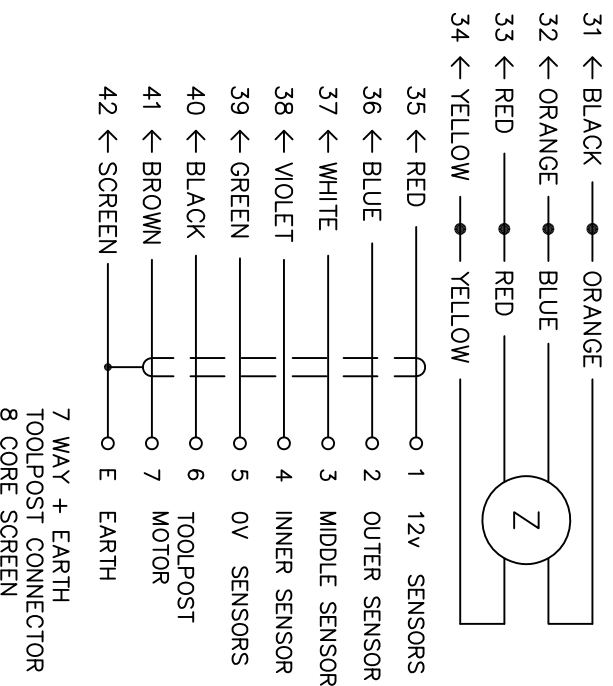 31 ← BLACK ORANGE
32 ← ORANGE BLUE
33 ← RED RED
34 ← YELLOW YELLOW
Z
35 ← RED 1 12v SENSORS
36 ← BLUE 2 OUTER SENSOR
37 ← WHITE 3 MIDDLE SENSOR
38 ← VIOLET 4 INNER SENSOR
39 ← GREEN 5 0V SENSORS
40 ← BLACK 6 TOOLPOST
41 ← BROWN 7 MOTOR
42 ← SCREEN E EARTH
7 WAY + EARTH
TOOLPOST CONNECTOR
8 CORE SCREEN